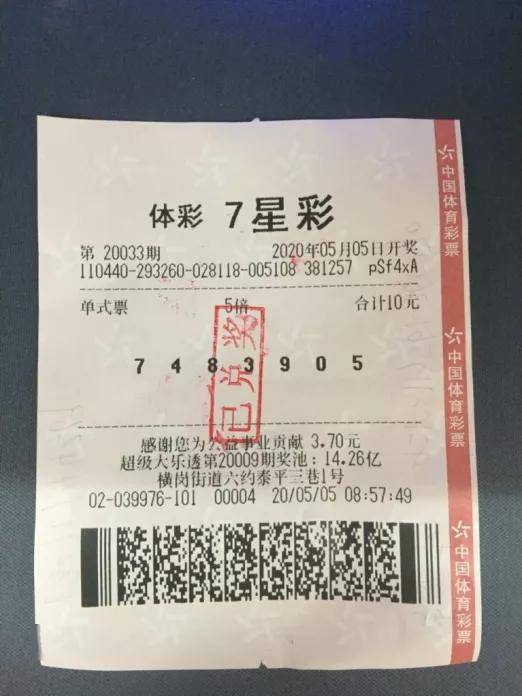 体彩 7星彩
第 20033期 2020年05月05日开奖
110440-293260-028118-005108 381257 pSf4xA
单式票 5倍 合计10元
7 4 8 3 9 0 5
已兑奖
感谢您为公益事业贡献 3.70元
超级大乐透第20009期奖池：14.26亿
横岗街道六约泰平三巷1号
02-039976-101 00004 20/05/05 08:57:49
中国体育彩票
中国体育彩票
中国体育彩票